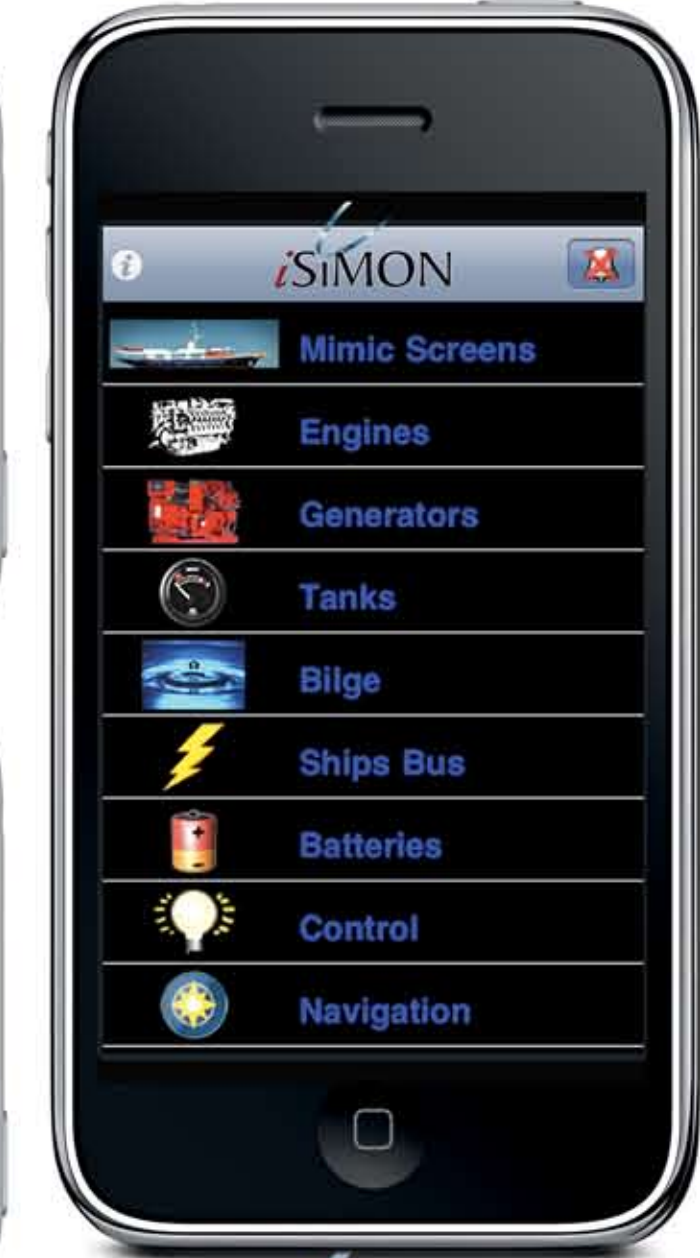 iSiMON
Mimic Screens
Engines
Generators
Tanks
Bilge
Ships Bus
Batteries
Control
Navigation